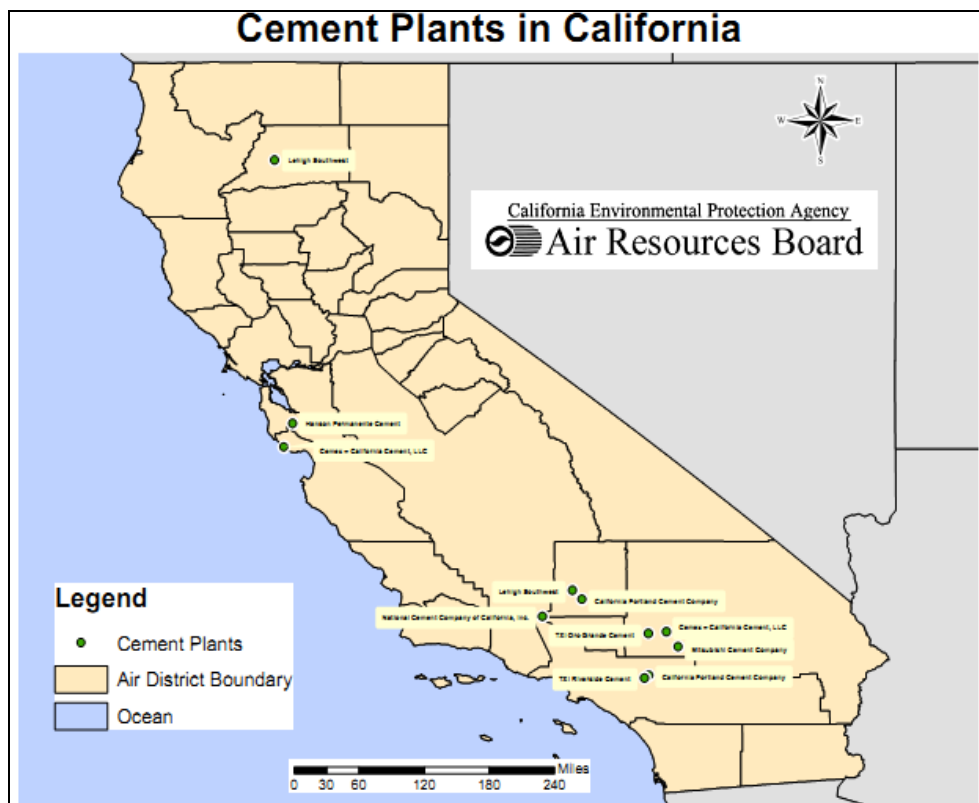 Cement Plants in California
N
W
E
S
Lehigh Southwest
California Environmental Protection Agency
Air Resources Board
Hanson Permanente Cement
Cemex - California Cement, LLC
Lehigh Southwest
California Portland Cement Company
National Cement Company of California, Inc.
TXI Oro Grande Cement
Cemex - California Cement, LLC
Mitsubishi Cement Company
TXI Riverside Cement
California Portland Cement Company
Legend
Cement Plants
Air District Boundary
Ocean
Miles
0 30 60 120 180 240